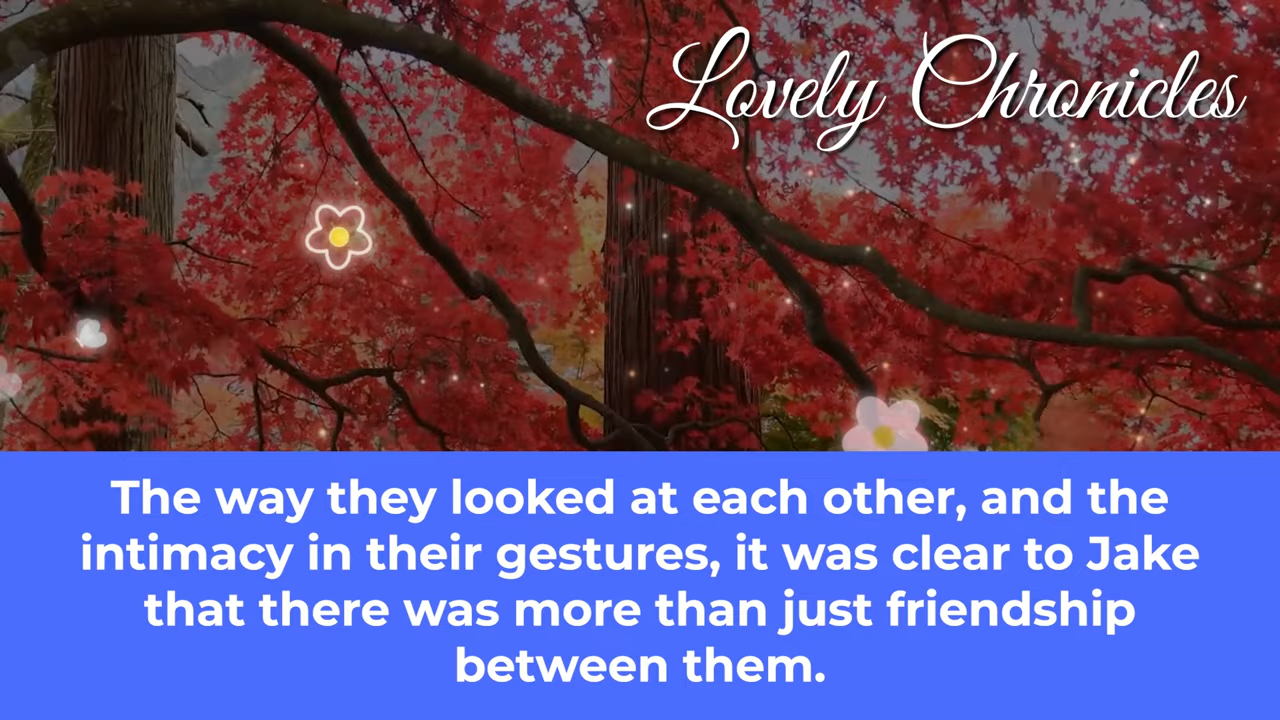 Lovely Chronicles
The way they looked at each other, and the
intimacy in their gestures, it was clear to Jake
that there was more than just friendship
between them.